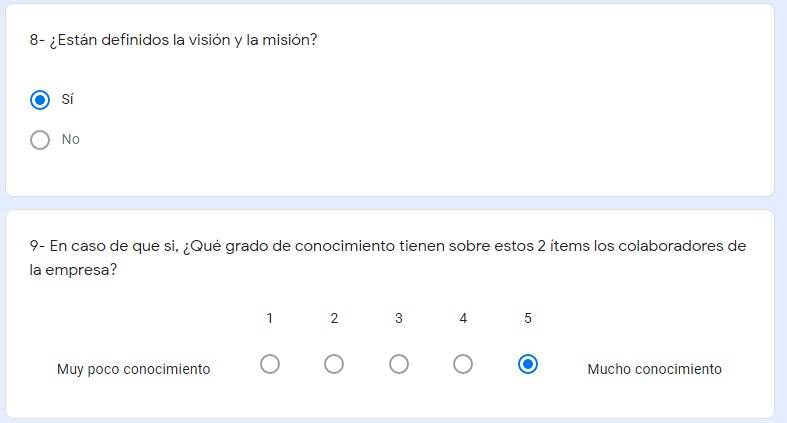 8- ¿Están definidos la visión y la misión?
Sí
No
9- En caso de que si, ¿Qué grado de conocimiento tienen sobre estos 2 ítems los colaboradores de
la empresa?
1 2 3 4 5
Muy poco conocimiento Mucho conocimiento